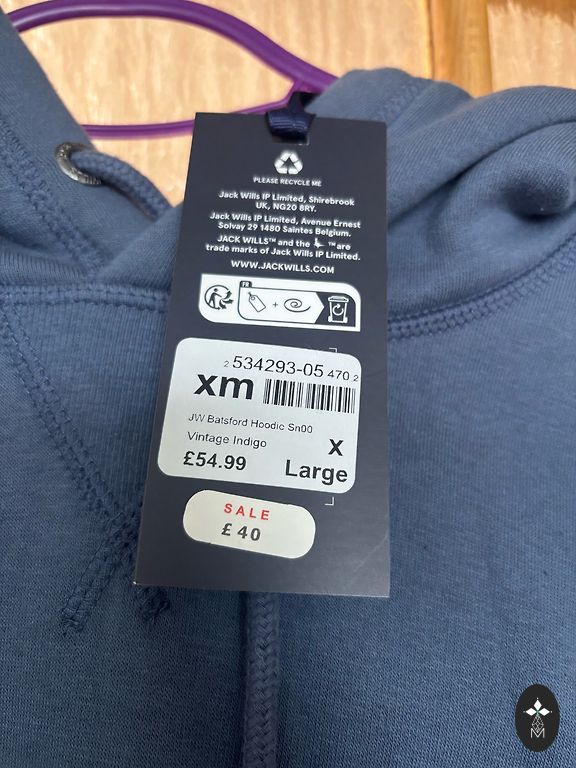 PLEASE RECYCLE ME
Jack Wills IP Limited, Shirebrook
UK, NG20 8RY.
Jack Wills IP Limited, Avenue Ernest
Solvay 29 1480 Saintes Belgium.
JACK WILLS™ and the ™ are
trade marks of Jack Wills IP Limited.
WWW.JACKWILLS.COM
FR
+
2 534293-05 470 2
xm
JW Batsford Hoodie Sn00
Vintage Indigo
X
£54.99
Large
SALE
£40
M